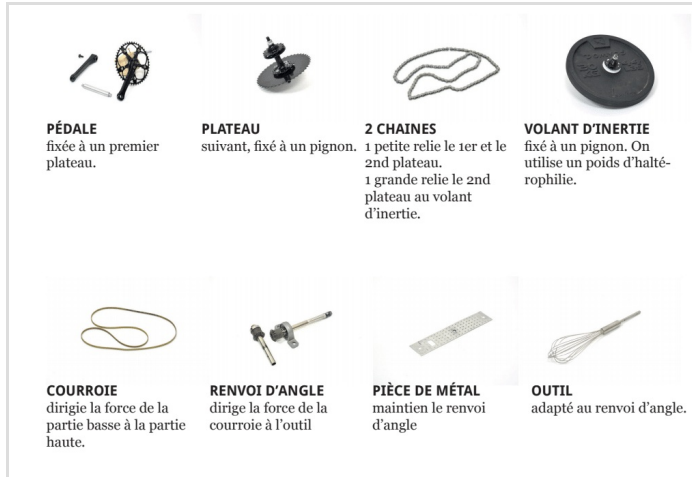 PÉDALE
fixée à un premier
plateau.
PLATEAU
suivant, fixé à un pignon.
2 CHAINES
1 petite relie le 1er et le
2nd plateau.
1 grande relie le 2nd
plateau au volant
d’inertie.
VOLANT D’INERTIE
fixé à un pignon. On
utilise un poids d’halté-
rophilie.
COURROIE
dirigie la force de la
partie basse à la partie
haute.
RENVOI D’ANGLE
dirige la force de la
courroie à l’outil
PIÈCE DE MÉTAL
maintien le renvoi
d’angle
OUTIL
adapté au renvoi d’angle.